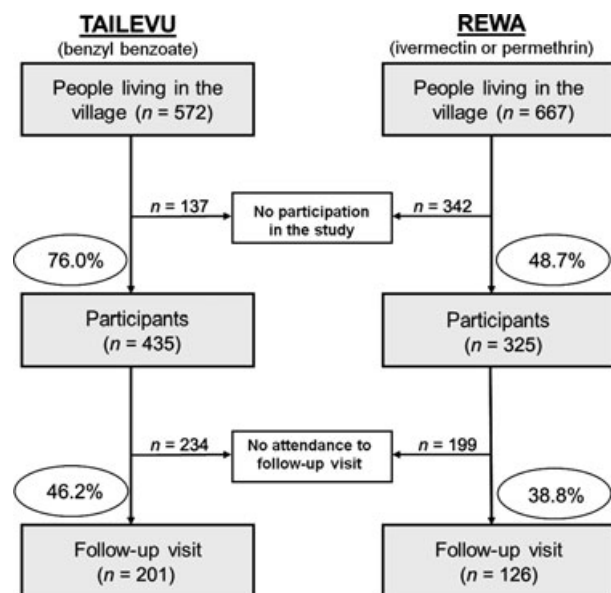 TAILEVU
(benzyl benzoate)
REWA
(ivermectin or permethrin)
People living in the
village (n = 572)
People living in the
village (n = 667)
n = 137
No participation
in the study
n = 342
76.0%
48.7%
Participants
(n = 435)
Participants
(n = 325)
n = 234
No attendance to
follow-up visit
n = 199
46.2%
38.8%
Follow-up visit
(n = 201)
Follow-up visit
(n = 126)